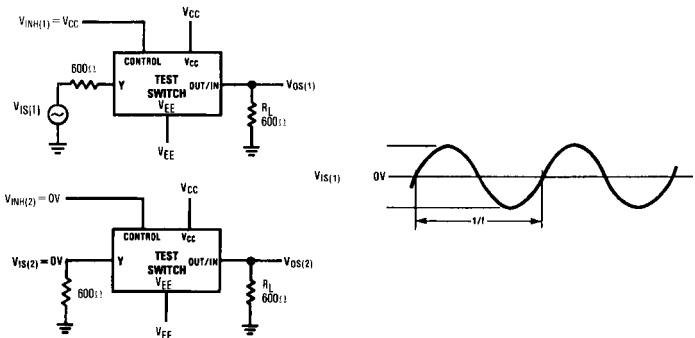 V_INH(1) = V_CC
V_CC
600Ω
CONTROL V_CC
Y TEST SWITCH OUT/IN
V_OS(1)
V_IS(1)
V_EE
R_L
600Ω
V_EE
V_IS(1)
0V
1/f
V_INH(2) = 0V
V_CC
CONTROL V_CC
V_IS(2) = 0V
Y TEST SWITCH OUT/IN
V_OS(2)
V_EE
600Ω
R_L
600Ω
V_EE